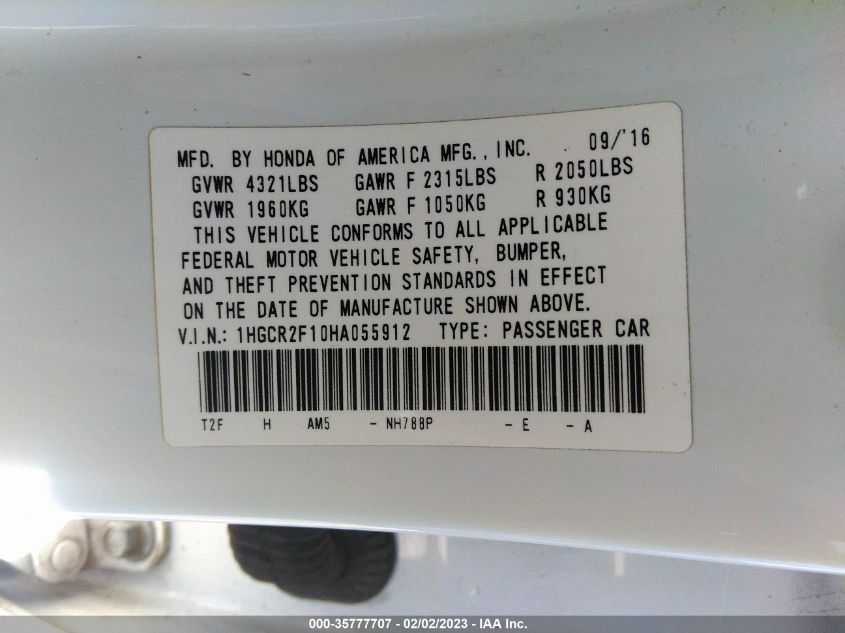 MFD. BY HONDA OF AMERICA MFG., INC. 09/'16
GVWR 4321LBS GAWR F 2315LBS R 2050LBS
GVWR 1960KG GAWR F 1050KG R 930KG
THIS VEHICLE CONFORMS TO ALL APPLICABLE
FEDERAL MOTOR VEHICLE SAFETY, BUMPER,
AND THEFT PREVENTION STANDARDS IN EFFECT
ON THE DATE OF MANUFACTURE SHOWN ABOVE.
V.I.N.: 1HGCR2F10HA055912 TYPE: PASSENGER CAR
T2F H AM5 - NH788P - E - A
000-35777707 - 02/02/2023 - IAA Inc.